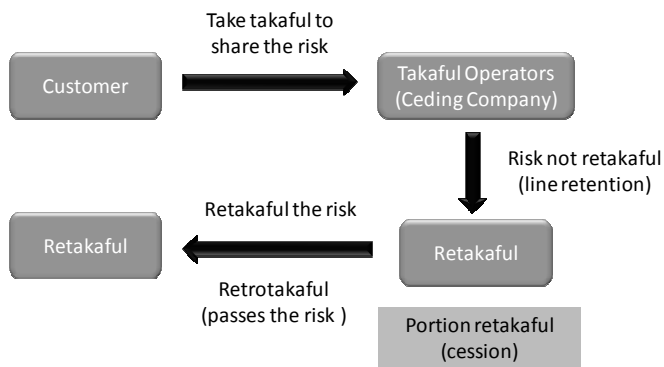 Take takaful to
share the risk
Customer
Takaful Operators
(Ceding Company)
Risk not retakaful
(line retention)
Retakaful the risk
Retakaful
Retakaful
Retrotakaful
(passes the risk )
Portion retakaful
(cession)